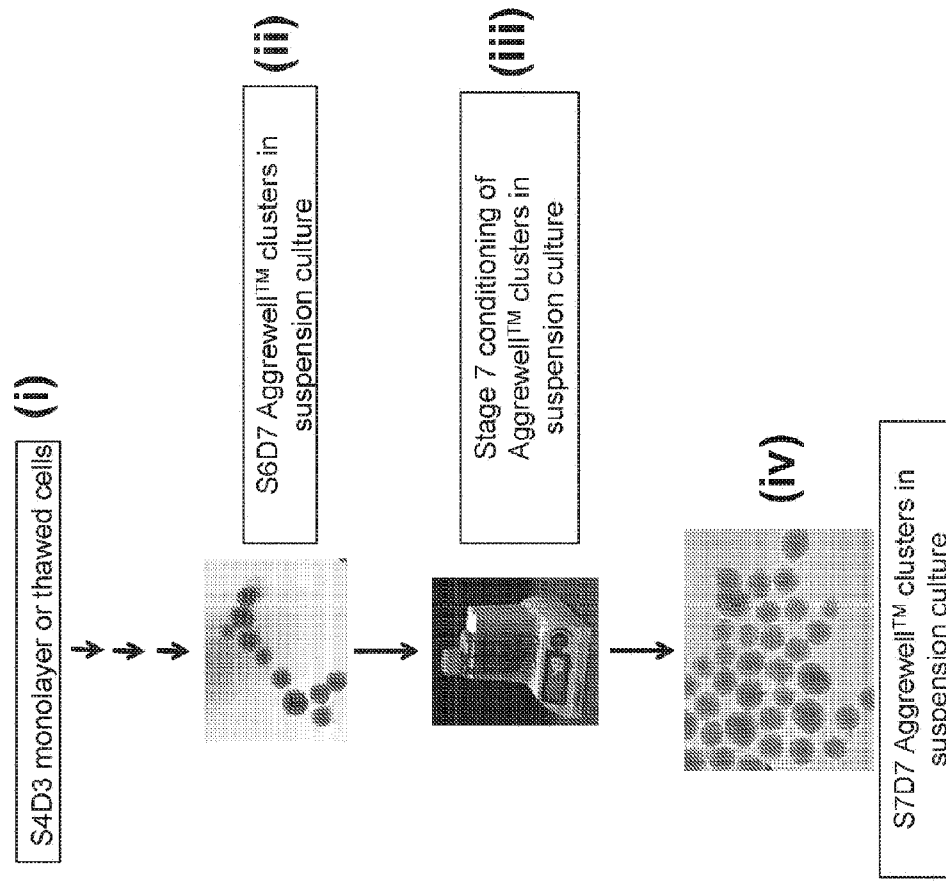 S4D3 monolayer or thawed cells
(i)
S6D7 Aggrewell™ clusters in
suspension culture
(ii)
Stage 7 conditioning of
Aggrewell™ clusters in
suspension culture
(iii)
(iv)
S7D7 Aggrewell™ clusters in
suspension culture